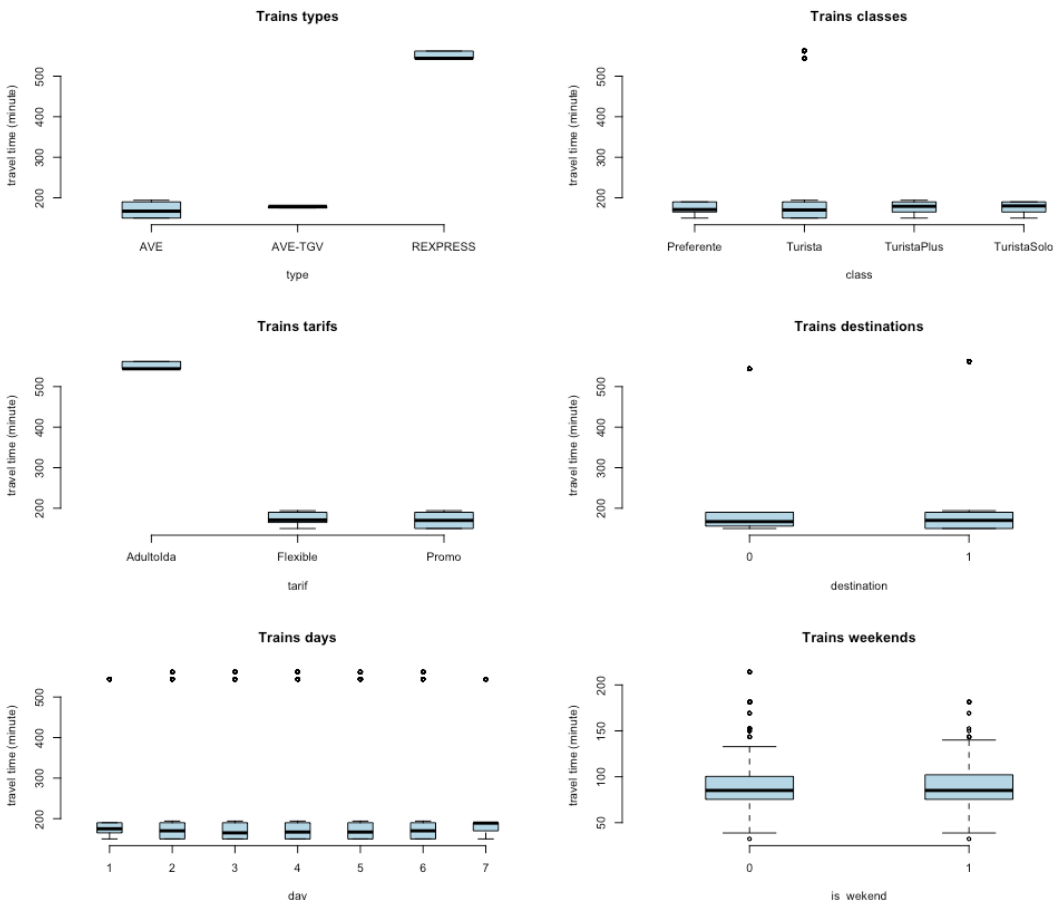 Trains types
travel time (minute)
500
400
300
200
AVE
AVE-TGV
REXPRESS
type
Trains classes
travel time (minute)
500
400
300
200
Preferente
Turista
TuristaPlus
TuristaSolo
class
Trains tarifs
travel time (minute)
500
400
300
200
AdultoIda
Flexible
Promo
tarif
Trains destinations
travel time (minute)
500
400
300
200
0
1
destination
Trains days
travel time (minute)
500
400
300
200
1 2 3 4 5 6 7
day
Trains weekends
travel time (minute)
200
150
100
50
0
1
is_wekend